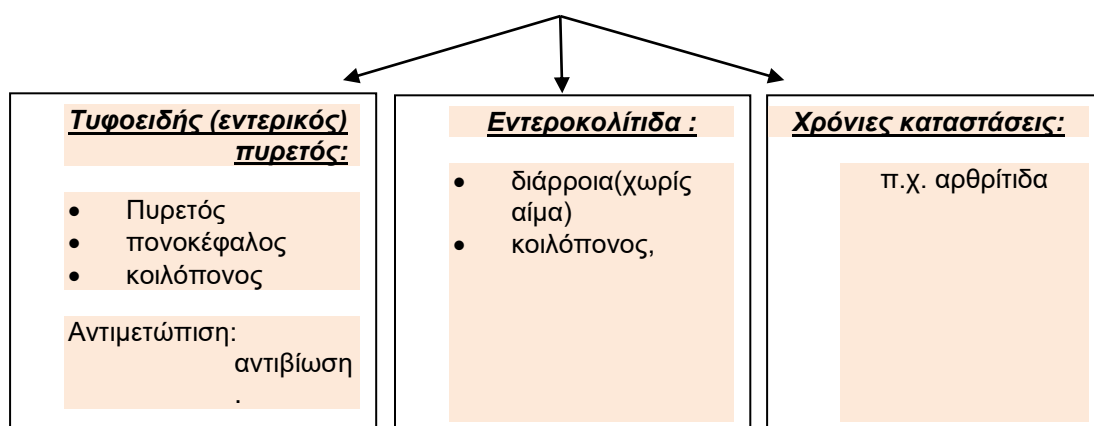 Τυφοειδής (εντερικός)
πυρετός:
• Πυρετός
• πονοκέφαλος
• κοιλόπονος
Αντιμετώπιση:
αντιβίωση
.
Εντεροκολίτιδα :
• διάρροια(χωρίς
αίμα)
• κοιλόπονος,
Χρόνιες καταστάσεις:
π.χ. αρθρίτιδα